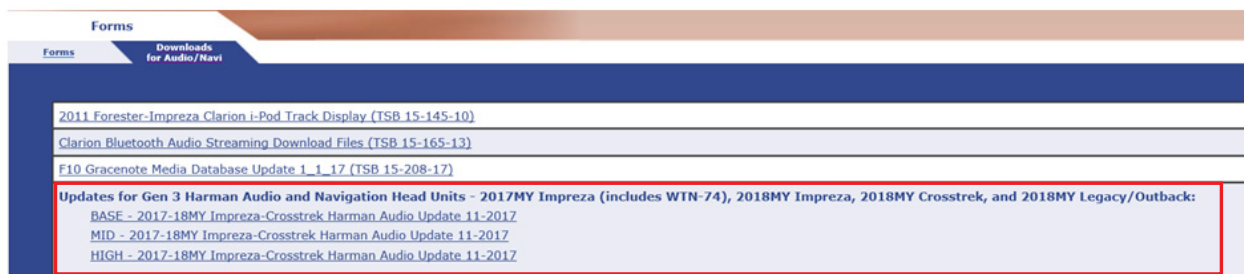 Forms
Forms
Downloads
for Audio/Navi
2011 Forester-Impreza Clarion i-Pod Track Display (TSB 15-145-10)
Clarion Bluetooth Audio Streaming Download Files (TSB 15-165-13)
F10 Gracenote Media Database Update 1_1_17 (TSB 15-208-17)
Updates for Gen 3 Harman Audio and Navigation Head Units - 2017MY Impreza (includes WTN-74), 2018MY Impreza, 2018MY Crosstrek, and 2018MY Legacy/Outback:
BASE - 2017-18MY Impreza-Crosstrek Harman Audio Update 11-2017
MID - 2017-18MY Impreza-Crosstrek Harman Audio Update 11-2017
HIGH - 2017-18MY Impreza-Crosstrek Harman Audio Update 11-2017